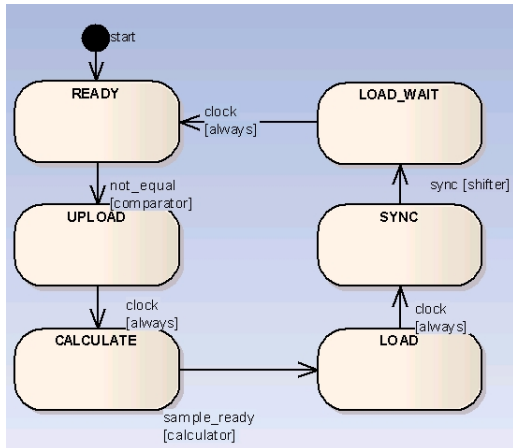 start
READY
LOAD_WAIT
clock
[always]
not_equal
[comparator]
sync [shifter]
UPLOAD
SYNC
clock
[always]
clock
[always]
CALCULATE
LOAD
sample_ready
[calculator]